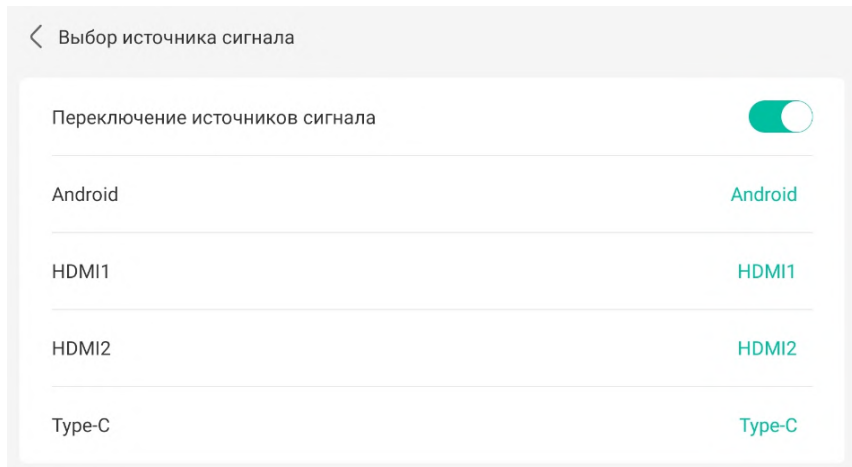 Выбор источника сигнала
Переключение источников сигнала
Android Android
HDMI1 HDMI1
HDMI2 HDMI2
Type-C Type-C